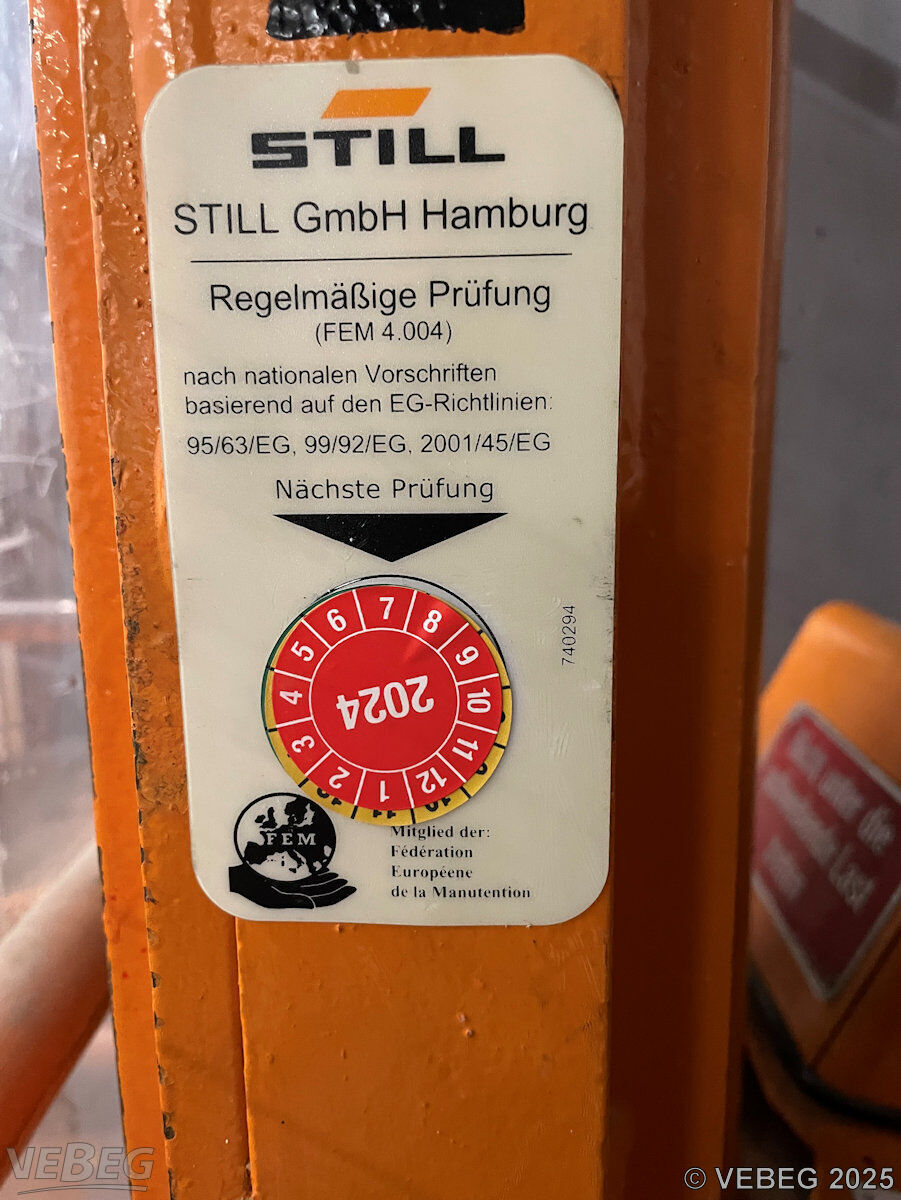 STILL
STILL GmbH Hamburg
Regelmäßige Prüfung
(FEM 4.004)
nach nationalen Vorschriften
basierend auf den EG-Richtlinien:
95/63/EG, 99/92/EG, 2001/45/EG
Nächste Prüfung
1 2 3 4 5 6 7 8 9 10 11 12
2024
740294
FEM
Mitglied der:
Fédération
Européene
de la Manutention
VEBEG
© VEBEG 2025